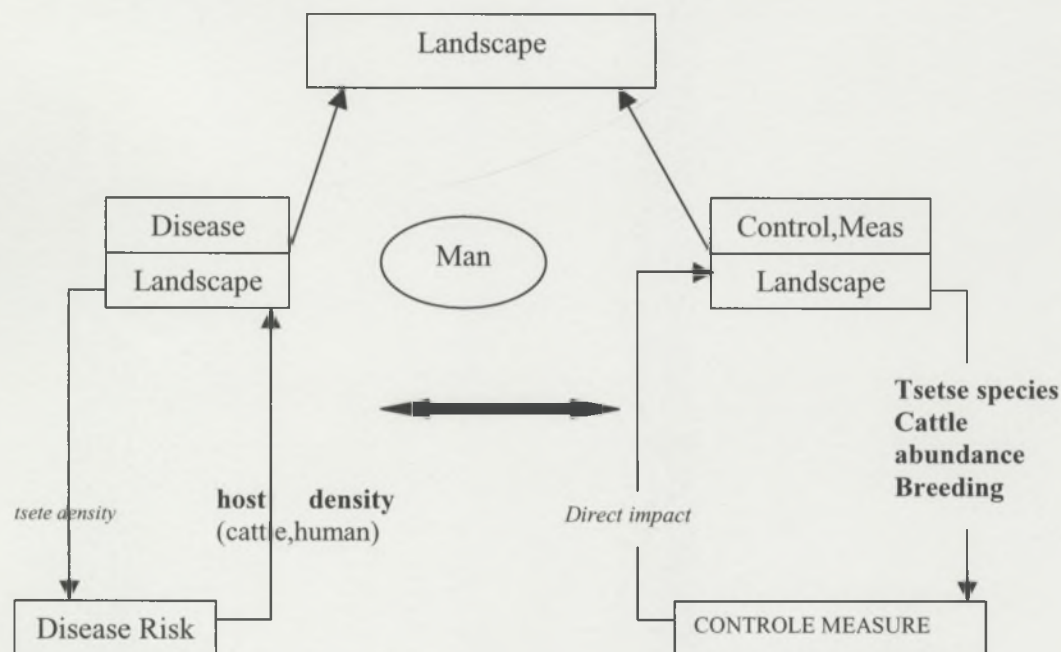 Landscape
Disease
Landscape
Man
Control,Meas
Landscape
Tsetse species
Cattle
abundance
Breeding
tsete density
host density
(cattle,human)
Direct impact
Disease Risk
CONTROLE MEASURE